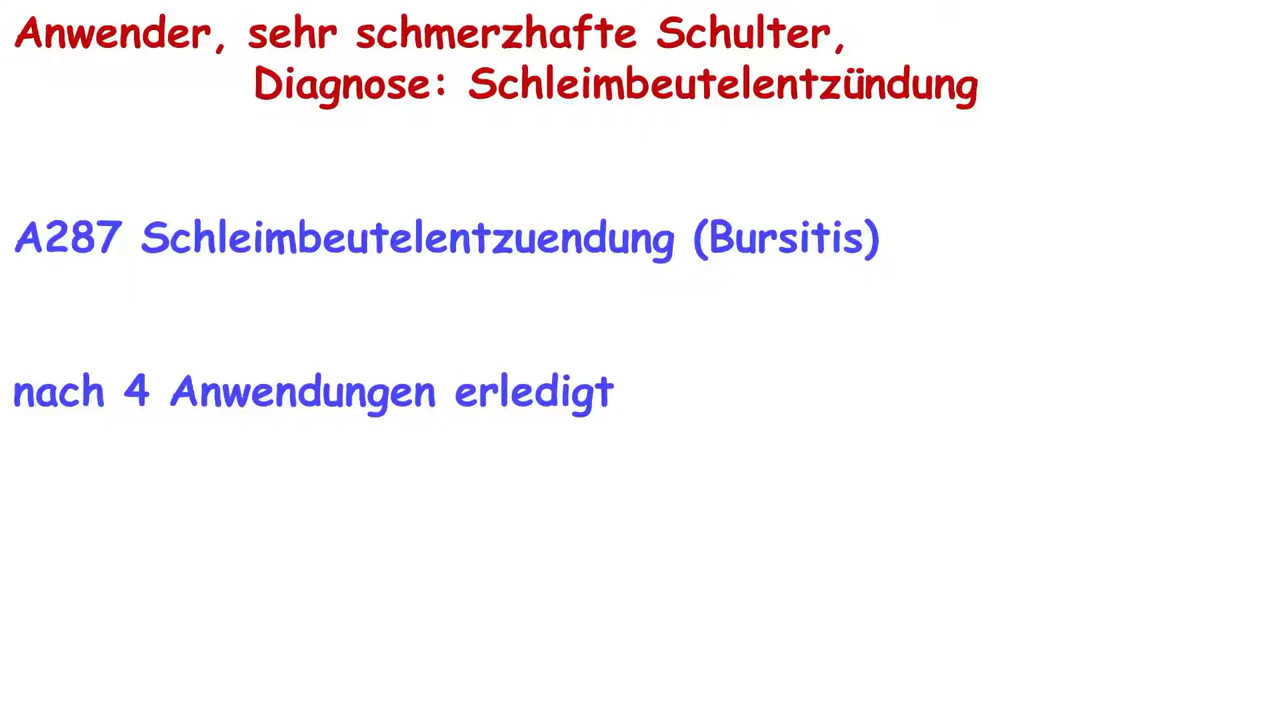 Anwender, sehr schmerzhafte Schulter,
Diagnose: Schleimbeutelentzündung
A287 Schleimbeutelentzuendung (Bursitis)
nach 4 Anwendungen erledigt